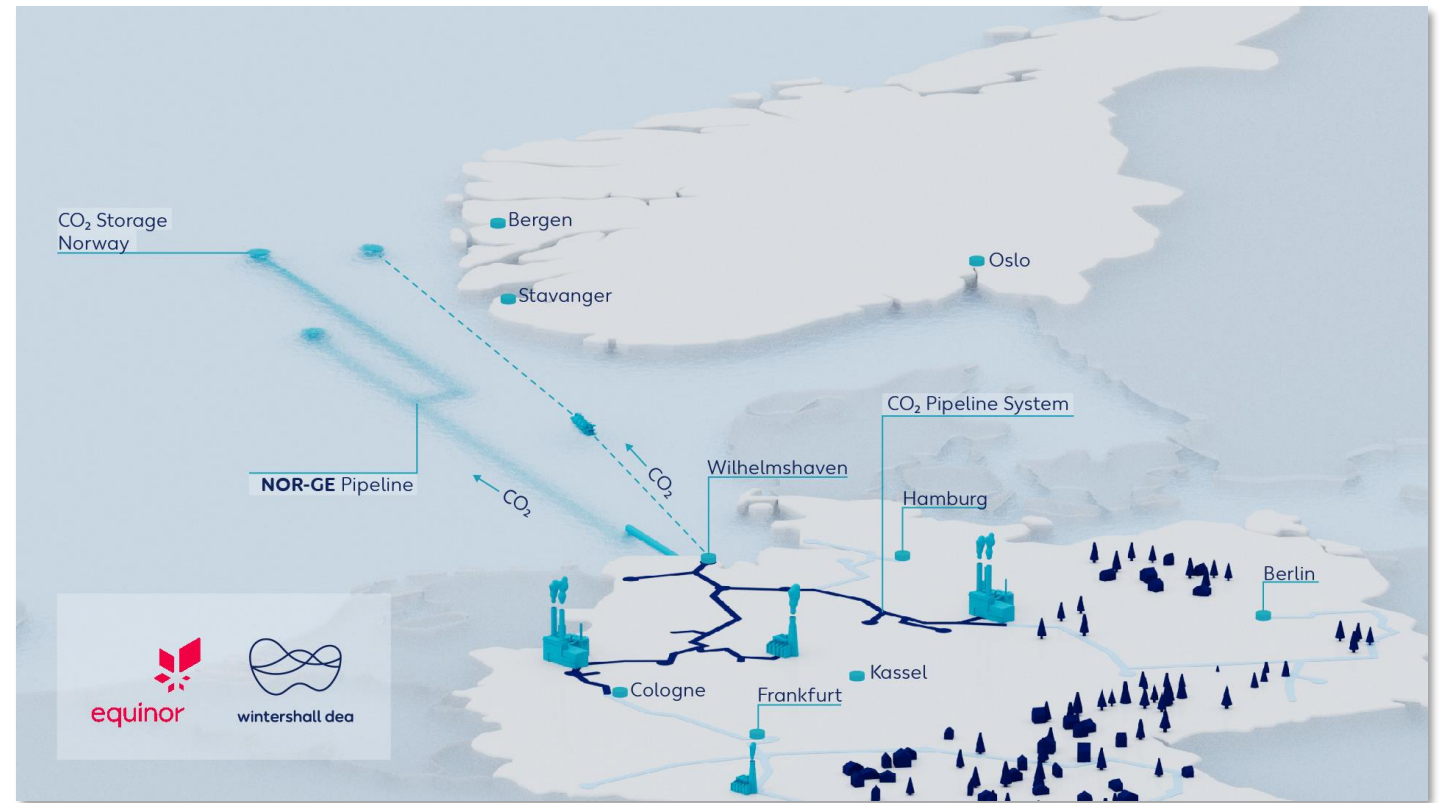 Bergen
CO₂ Storage
Norway
Oslo
Stavanger
CO₂ Pipeline System
Wilhelmshaven
CO₂
NOR-GE Pipeline
CO₂
Hamburg
Berlin
Kassel
Cologne
Frankfurt
equinor
wintershall dea